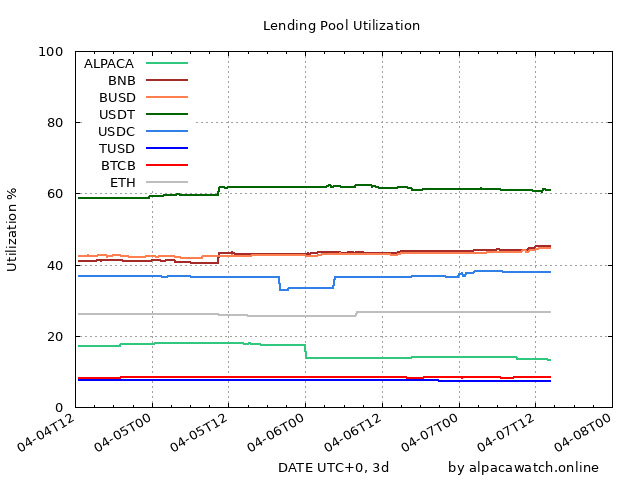 Lending Pool Utilization
Utilization %
100
80
60
40
20
0
ALPACA
BNB
BUSD
USDT
USDC
TUSD
BTCB
ETH
04-04T12
04-05T00
04-05T12
04-06T00
04-06T12
04-07T00
04-07T12
04-08T00
DATE UTC+0, 3d
by alpacawatch.online